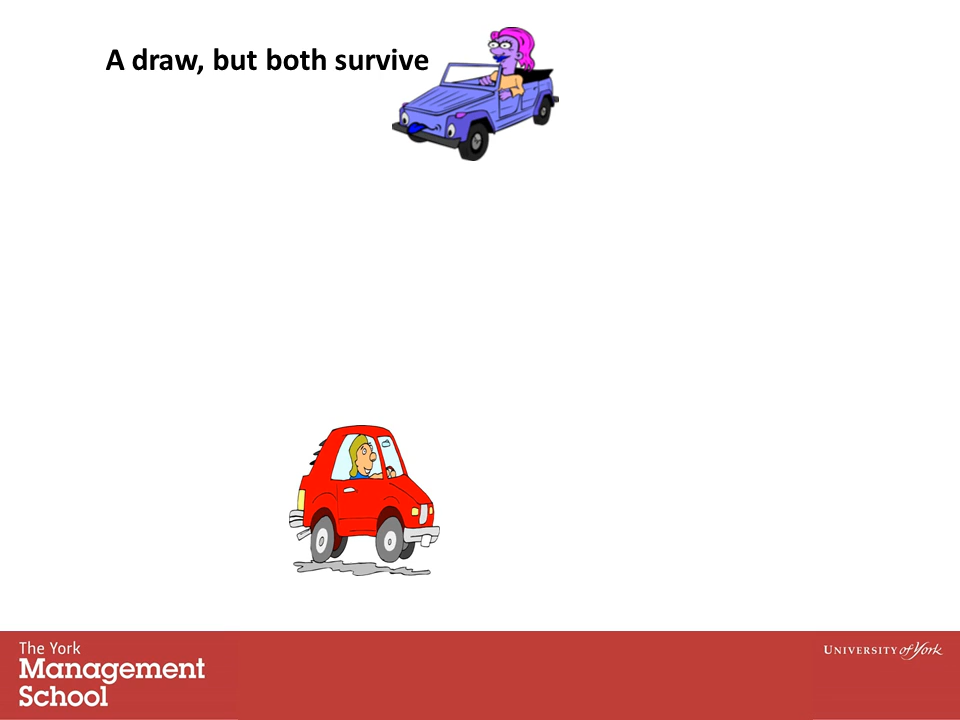 A draw, but both survive
The York
Management
School
UNIVERSITY of York